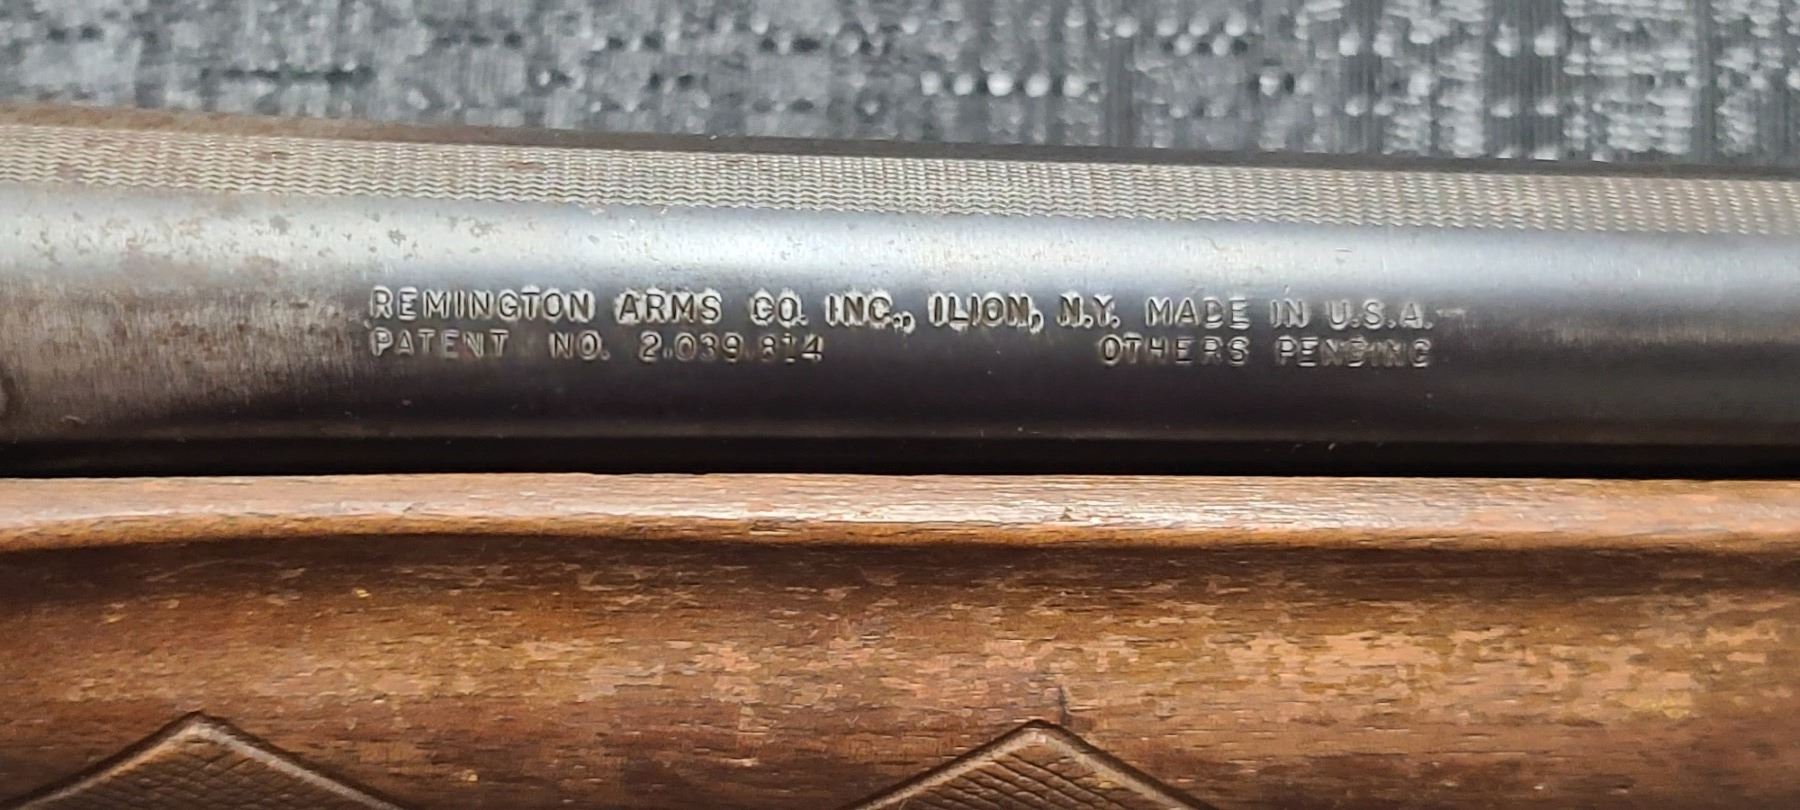 REMINGTON ARMS CO. INC., ILION, N.Y. MADE IN U.S.A.
PATENT NO. 2.039.814 OTHERS PENDING